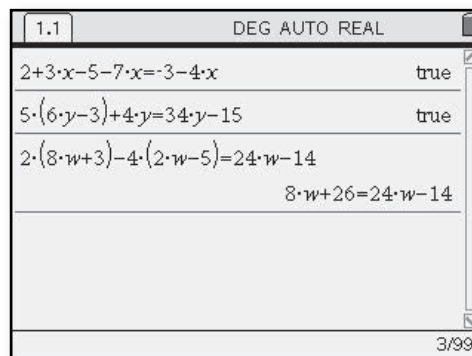 1.1 DEG AUTO REAL
2+3·x−5−7·x=-3−4·x true
5·(6·y−3)+4·y=34·y−15 true
2·(8·w+3)−4·(2·w−5)=24·w−14
8·w+26=24·w−14
3/99